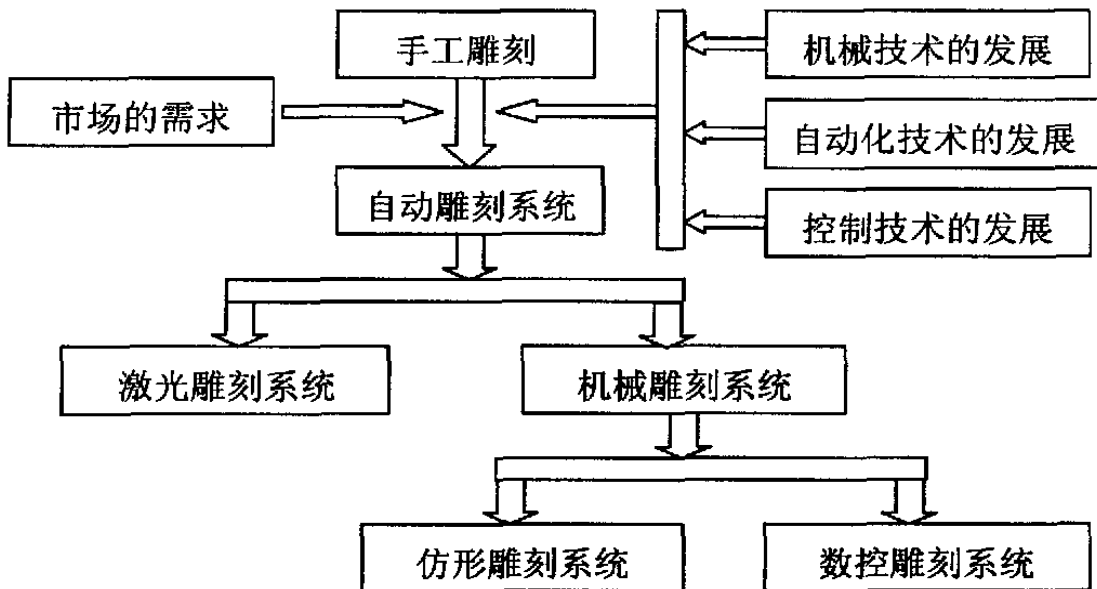 手工雕刻
机械技术的发展
市场的需求
自动化技术的发展
自动雕刻系统
控制技术的发展
激光雕刻系统
机械雕刻系统
仿形雕刻系统
数控雕刻系统